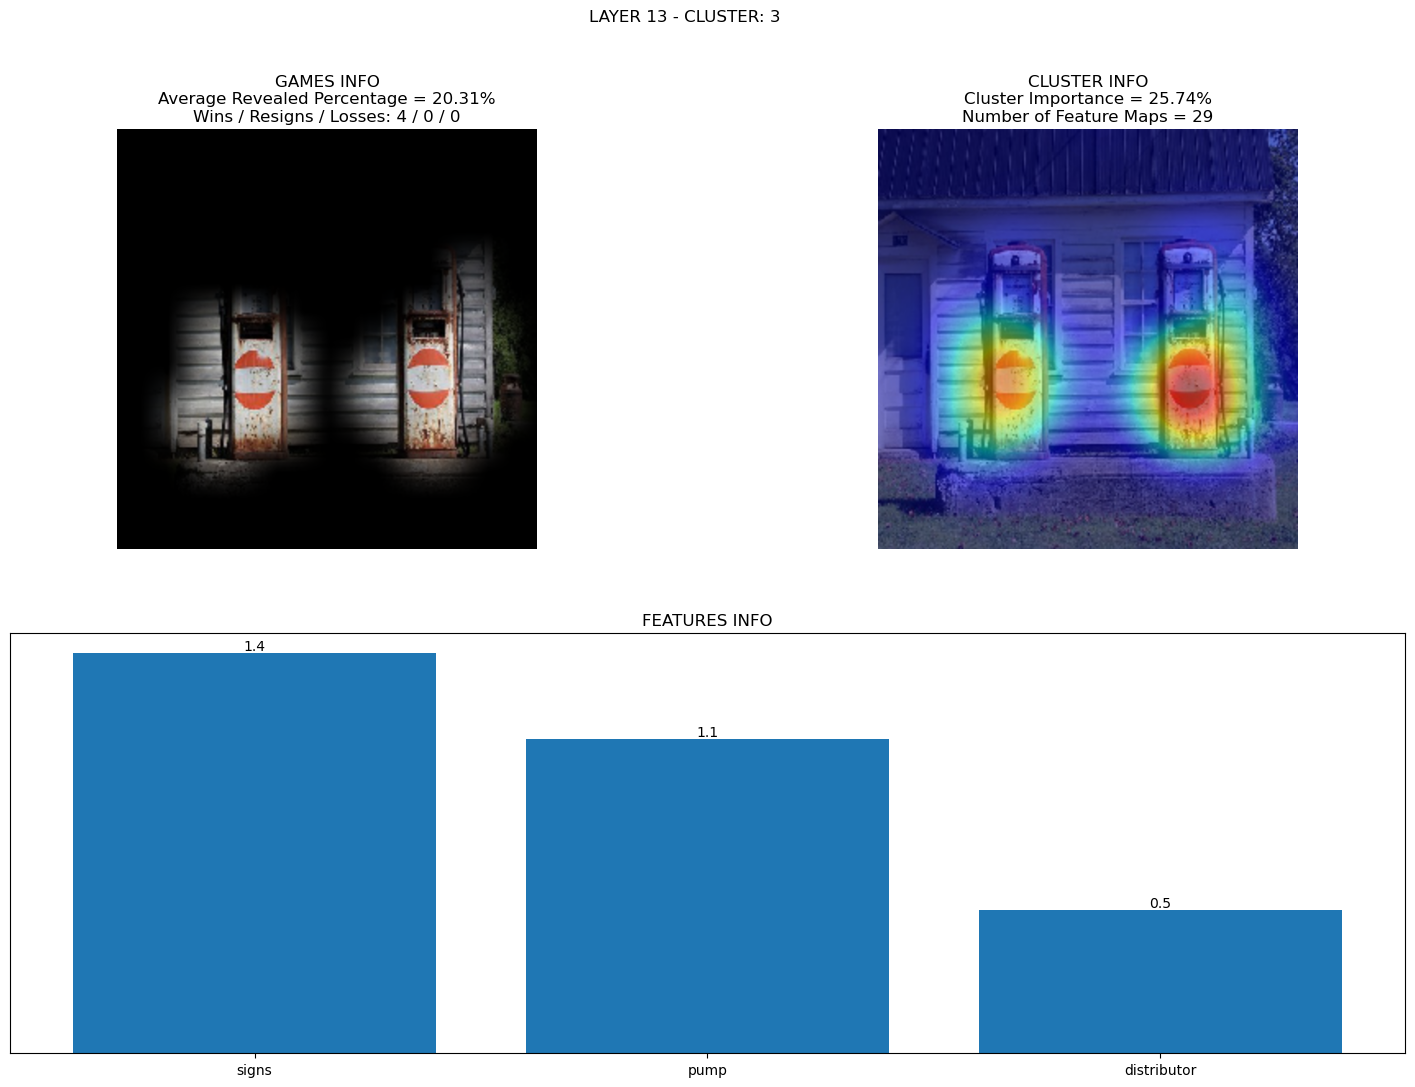 LAYER 13 - CLUSTER: 3
GAMES INFO
Average Revealed Percentage = 20.31%
Wins / Resigns / Losses: 4 / 0 / 0
CLUSTER INFO
Cluster Importance = 25.74%
Number of Feature Maps = 29
FEATURES INFO
1.4
1.1
0.5
signs
pump
distributor